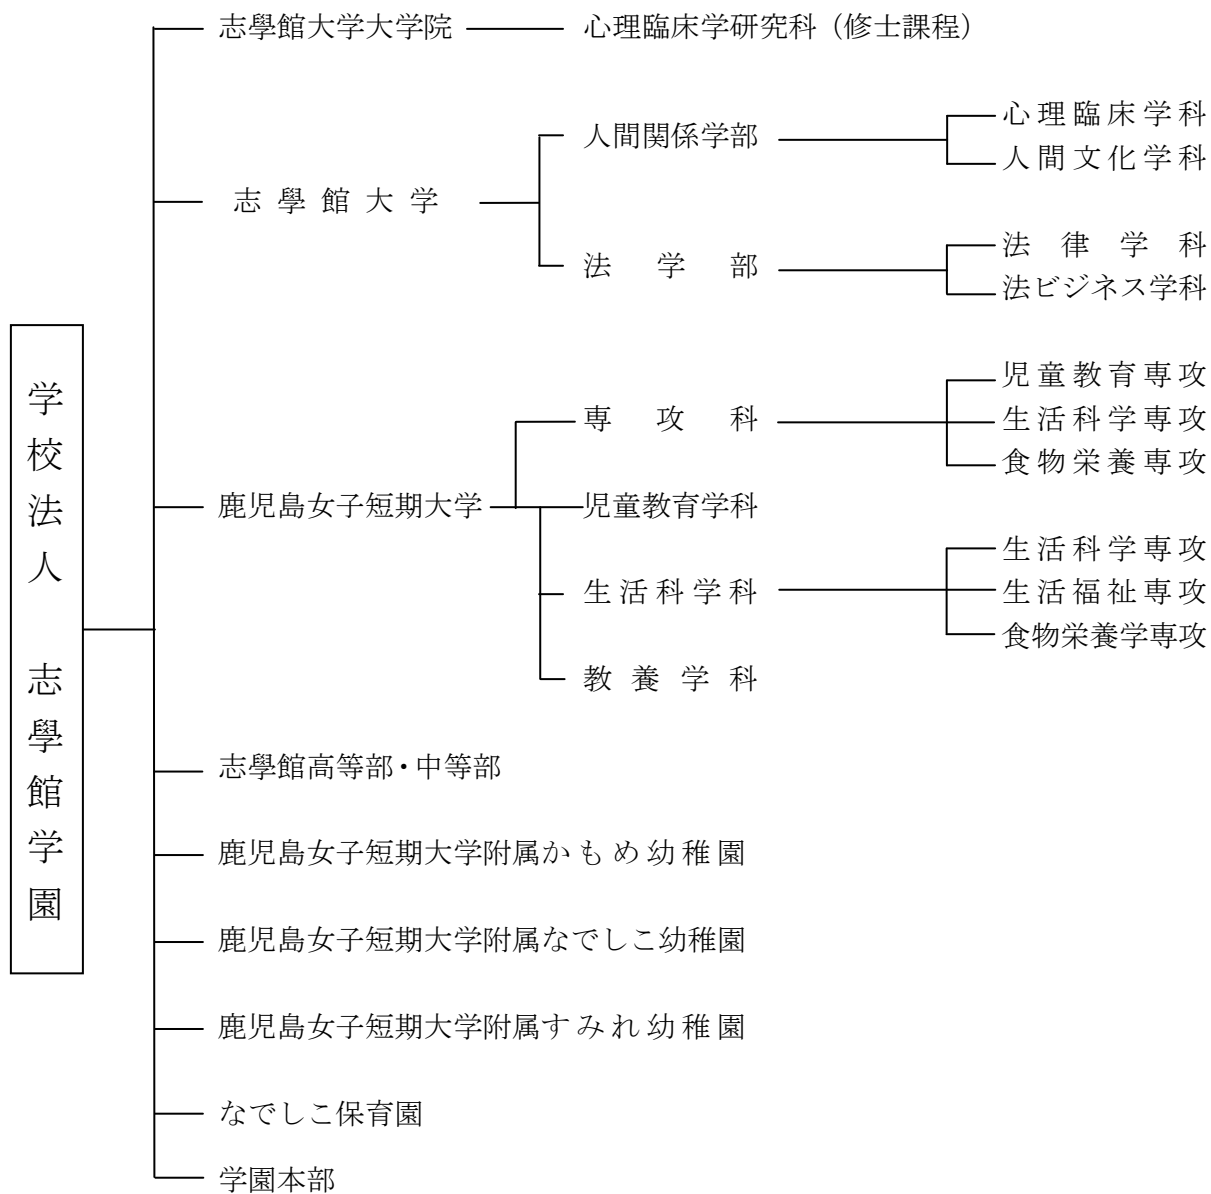 学校法人 志學館学園
志學館大学大学院
心理臨床学研究科（修士課程）
志學館大学
人間関係学部
心理臨床学科
人間文化学科
法学部
法律学科
法ビジネス学科
鹿児島女子短期大学
専攻科
児童教育専攻
生活科学専攻
食物栄養専攻
児童教育学科
生活科学科
生活科学専攻
生活福祉専攻
食物栄養学専攻
教養学科
志學館高等部・中等部
鹿児島女子短期大学附属かもめ幼稚園
鹿児島女子短期大学附属なでしこ幼稚園
鹿児島女子短期大学附属すみれ幼稚園
なでしこ保育園
学園本部